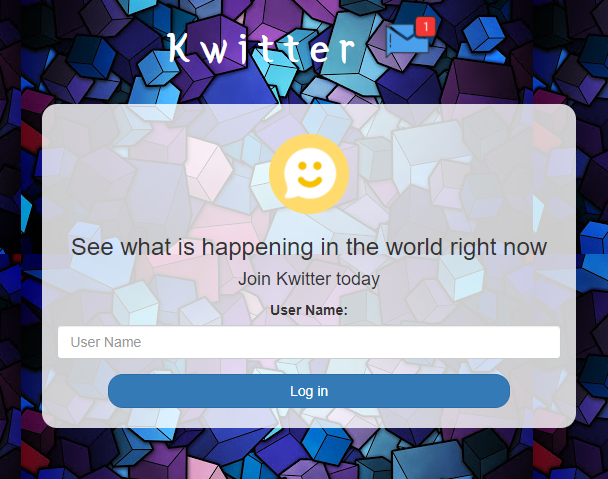 Kwitter
1
See what is happening in the world right now
Join Kwitter today
User Name:
User Name
Log in